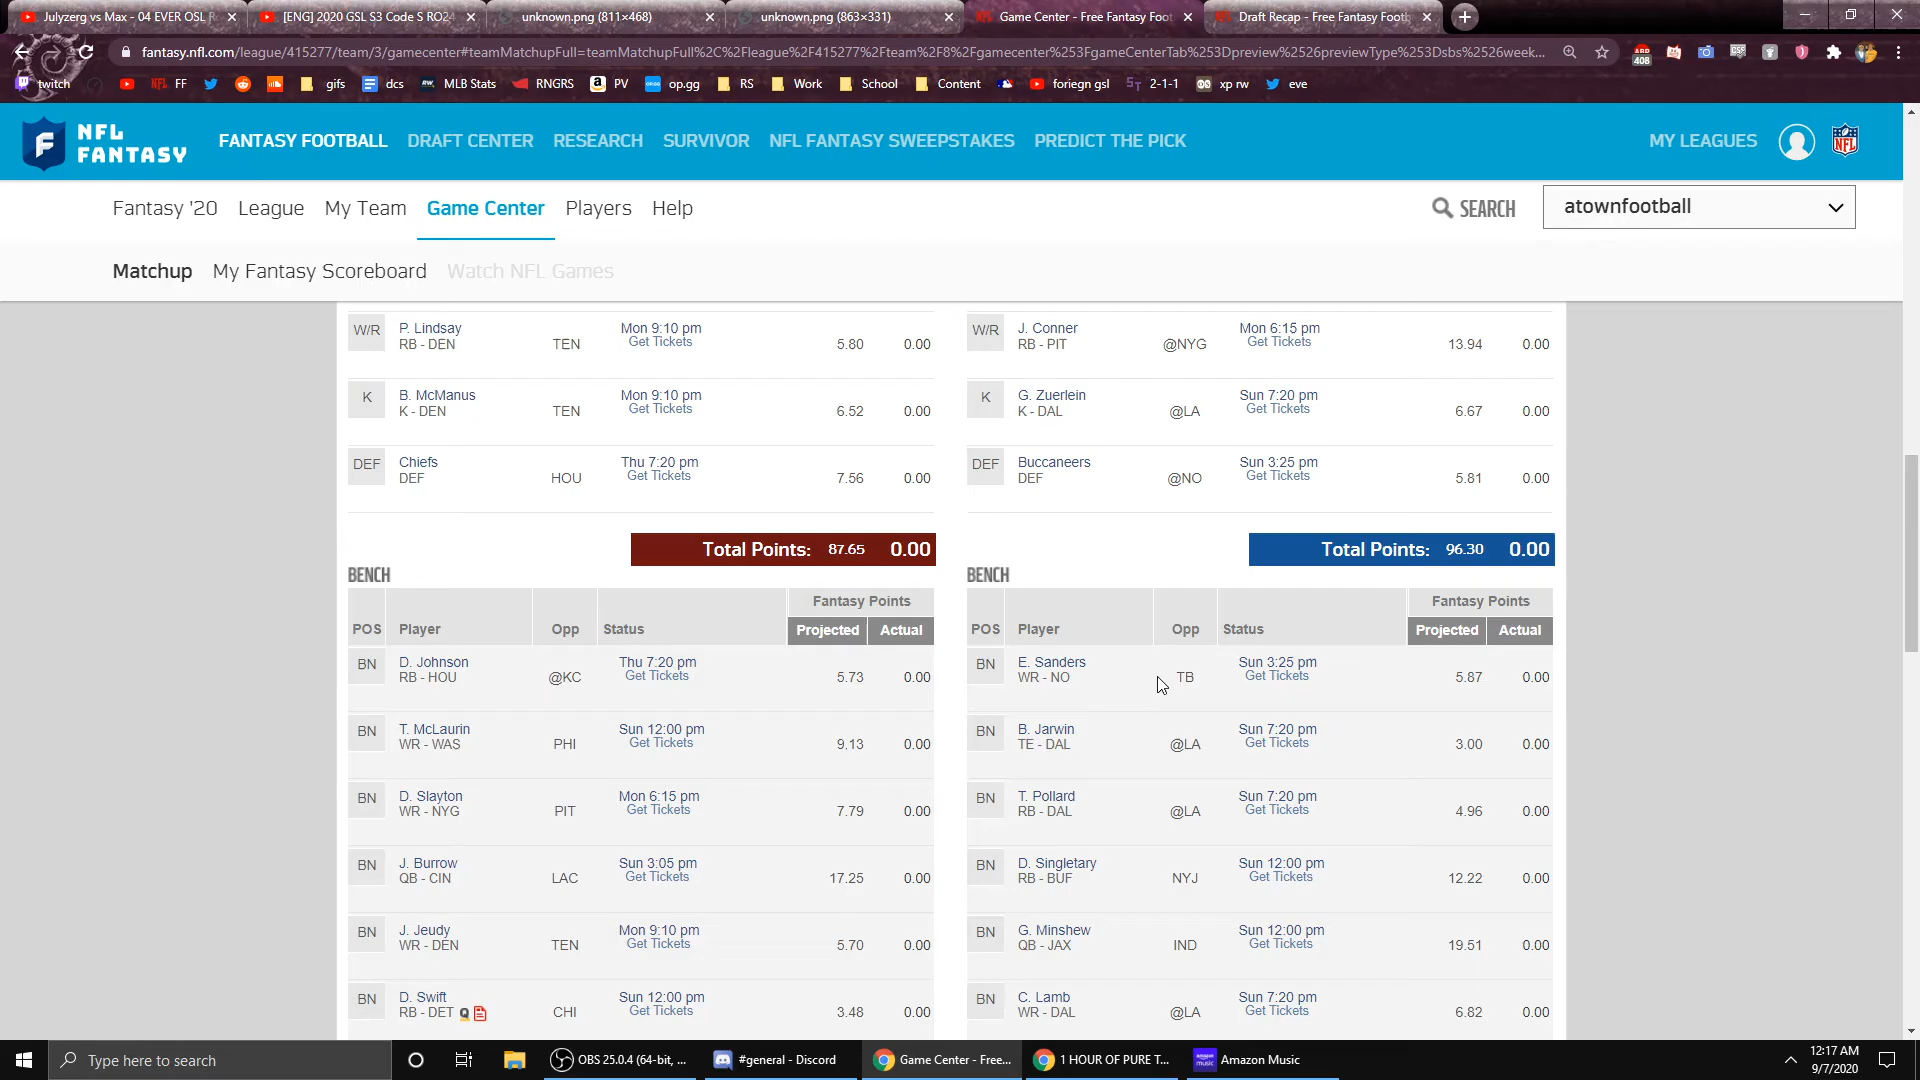 Julyzerg vs Max - 04 EVER OSL R
[ENG] 2020 GSL S3 Code S RO24
unknown.png (811×468)
unknown.png (863×331)
Game Center - Free Fantasy Foot
Draft Recap - Free Fantasy Footb
fantasy.nfl.com/league/415277/team/3/gamecenter#teamMatchupFull=teamMatchupFull%2C%2Fleague%2F415277%2Fteam%2F8%2Fgamecenter%253FgameCenterTab%253Dpreview%2526previewType%253Dsbs%2526week...
408
twitch
FF
gifs
dcs
MLB Stats
RNGRS
PV
op.gg
RS
Work
School
Content
foriegn gsl
2-1-1
xp rw
eve
NFL
FANTASY
FANTASY FOOTBALL
DRAFT CENTER
RESEARCH
SURVIVOR
NFL FANTASY SWEEPSTAKES
PREDICT THE PICK
MY LEAGUES
NFL
Fantasy '20
League
My Team
Game Center
Players
Help
SEARCH
atownfootball
Matchup
My Fantasy Scoreboard
Watch NFL Games
W/R P. Lindsay Mon 9:10 pm
RB - DEN TEN Get Tickets 5.80 0.00
K B. McManus Mon 9:10 pm
K - DEN TEN Get Tickets 6.52 0.00
DEF Chiefs Thu 7:20 pm
DEF HOU Get Tickets 7.56 0.00
Total Points: 87.65 0.00
BENCH
Fantasy Points
POS Player Opp Status Projected Actual
BN D. Johnson Thu 7:20 pm
RB - HOU @KC Get Tickets 5.73 0.00
BN T. McLaurin Sun 12:00 pm
WR - WAS PHI Get Tickets 9.13 0.00
BN D. Slayton Mon 6:15 pm
WR - NYG PIT Get Tickets 7.79 0.00
BN J. Burrow Sun 3:05 pm
QB - CIN LAC Get Tickets 17.25 0.00
BN J. Jeudy Mon 9:10 pm
WR - DEN TEN Get Tickets 5.70 0.00
BN D. Swift Sun 12:00 pm
RB - DET Q CHI Get Tickets 3.48 0.00
W/R J. Conner Mon 6:15 pm
RB - PIT @NYG Get Tickets 13.94 0.00
K G. Zuerlein Sun 7:20 pm
K - DAL @LA Get Tickets 6.67 0.00
DEF Buccaneers Sun 3:25 pm
DEF @NO Get Tickets 5.81 0.00
Total Points: 96.30 0.00
BENCH
Fantasy Points
POS Player Opp Status Projected Actual
BN E. Sanders Sun 3:25 pm
WR - NO TB Get Tickets 5.87 0.00
BN B. Jarwin Sun 7:20 pm
TE - DAL @LA Get Tickets 3.00 0.00
BN T. Pollard Sun 7:20 pm
RB - DAL @LA Get Tickets 4.96 0.00
BN D. Singletary Sun 12:00 pm
RB - BUF NYJ Get Tickets 12.22 0.00
BN G. Minshew Sun 12:00 pm
QB - JAX IND Get Tickets 19.51 0.00
BN C. Lamb Sun 7:20 pm
WR - DAL @LA Get Tickets 6.82 0.00
Type here to search
OBS 25.0.4 (64-bit, ...
#general - Discord
Game Center - Free...
1 HOUR OF PURE T...
Amazon Music
12:17 AM
9/7/2020